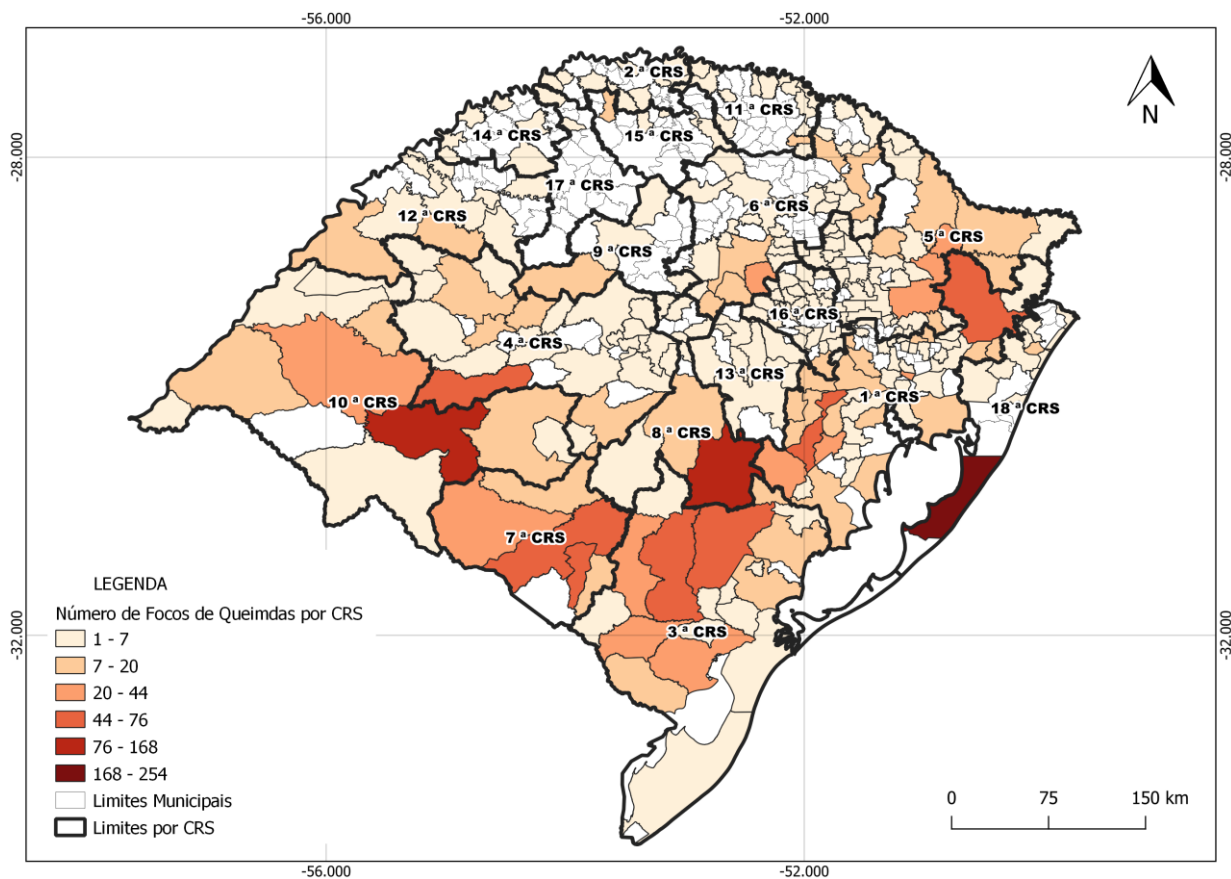 -56.000
-52.000
2 ª CRS
N
11 ª CRS
14 ª CRS
15 ª CRS
-28.000
-28.000
17 ª CRS
6 ª CRS
12 ª CRS
5 ª CRS
9 ª CRS
16 ª CRS
4 ª CRS
13 ª CRS
10 ª CRS
1 ª CRS
18 ª CRS
8 ª CRS
7 ª CRS
3 ª CRS
LEGENDA
Número de Focos de Queimdas por CRS
1 - 7
7 - 20
20 - 44
44 - 76
76 - 168
168 - 254
Limites Municipais
Limites por CRS
-32.000
-32.000
0 75 150 km
-56.000
-52.000